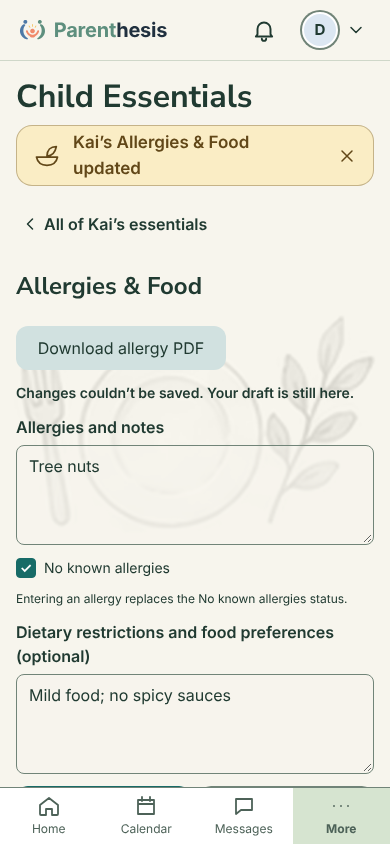 Parenthesis
D
Child Essentials
Kai’s Allergies & Food
updated
All of Kai’s essentials
Allergies & Food
Download allergy PDF
Changes couldn’t be saved. Your draft is still here.
Allergies and notes
Tree nuts
No known allergies
Entering an allergy replaces the No known allergies status.
Dietary restrictions and food preferences
(optional)
Mild food; no spicy sauces
Home
Calendar
Messages
More